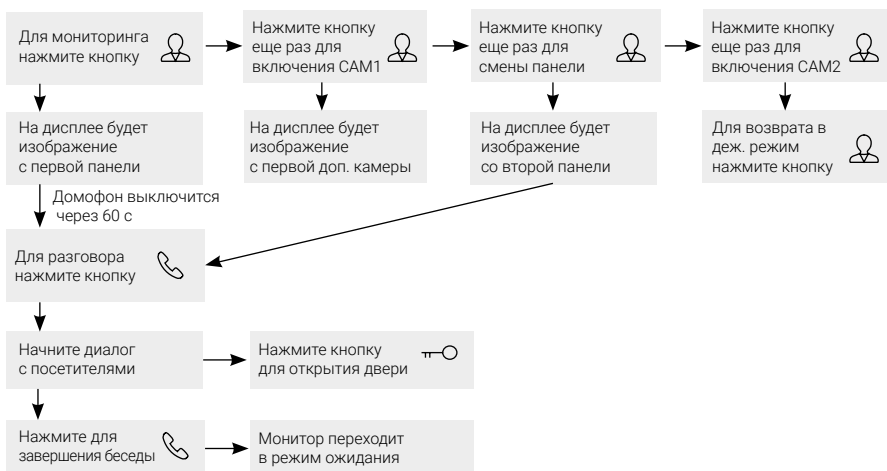 Для мониторинга
нажмите кнопку
Нажмите кнопку
еще раз для
включения CAM1
Нажмите кнопку
еще раз для
смены панели
Нажмите кнопку
еще раз для
включения CAM2
На дисплее будет
изображение
с первой панели
На дисплее будет
изображение
с первой доп. камеры
На дисплее будет
изображение
со второй панели
Для возврата в
деж. режим
нажмите кнопку
Домофон выключится
через 60 с
Для разговора
нажмите кнопку
Начните диалог
с посетителями
Нажмите кнопку
для открытия двери
Нажмите для
завершения беседы
Монитор переходит
в режим ожидания